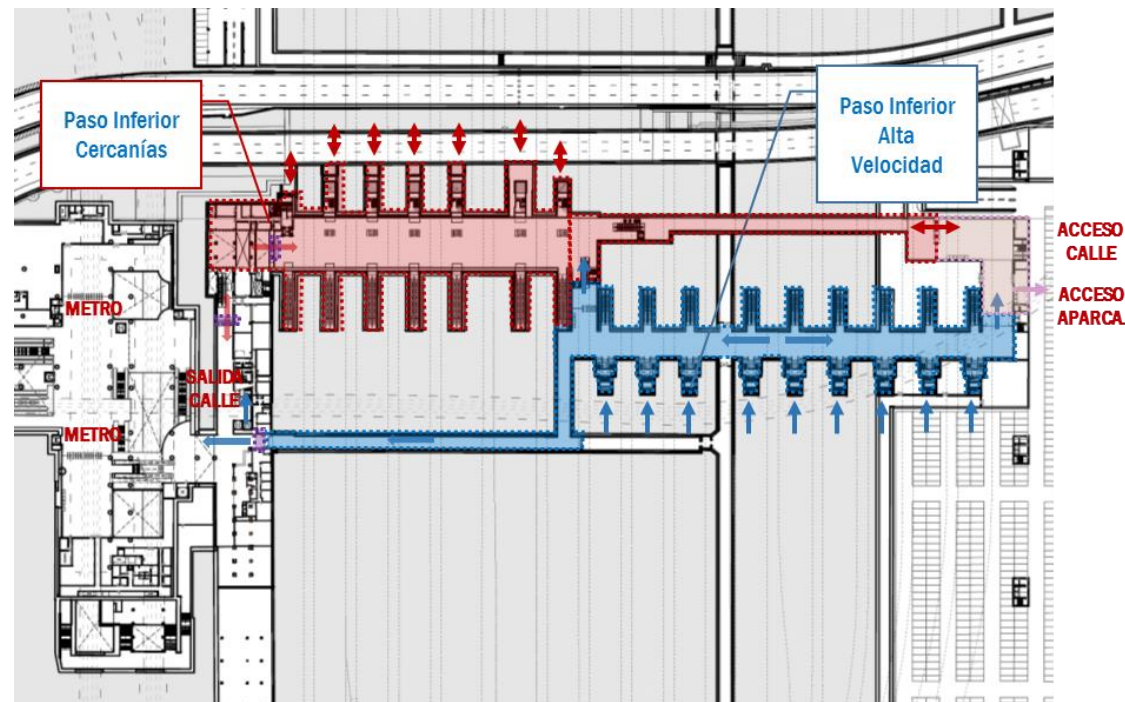 Paso Inferior
Cercanías
Paso Inferior
Alta
Velocidad
ACCESO
CALLE
ACCESO
APARCA.
METRO
SALIDA
CALLE
METRO